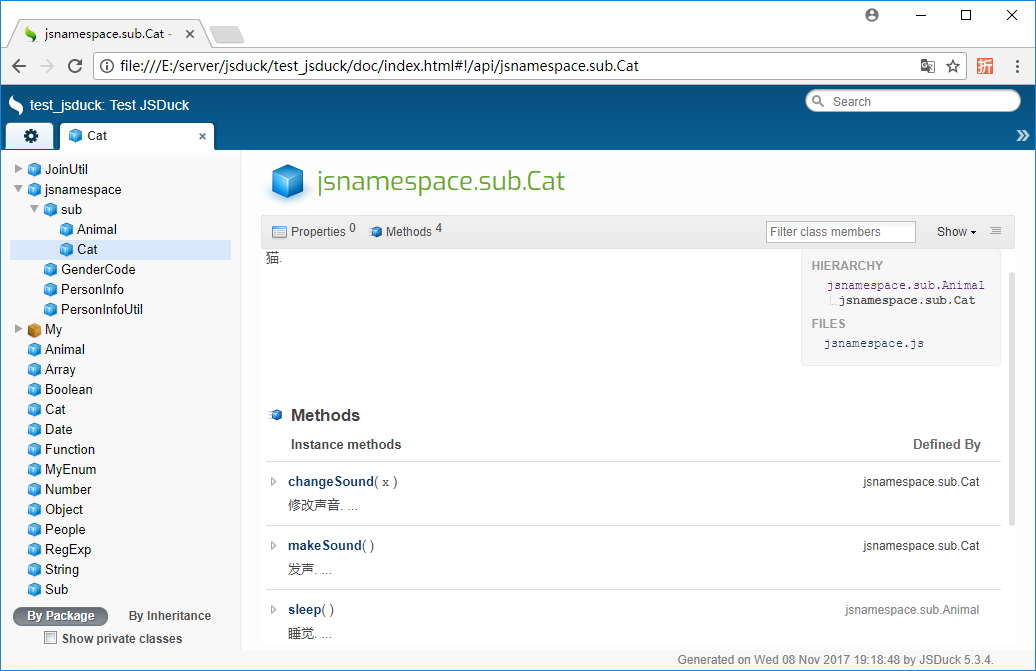 jsnamespace.sub.Cat -
file:///E:/server/jsduck/test_jsduck/doc/index.html#!/api/jsnamespace.sub.Cat
折
test_jsduck: Test JSDuck
Search
Cat
JoinUtil
jsnamespace
sub
Animal
Cat
GenderCode
PersonInfo
PersonInfoUtil
My
Animal
Array
Boolean
Cat
Date
Function
MyEnum
Number
Object
People
RegExp
String
Sub
By Package By Inheritance
Show private classes
jsnamespace.sub.Cat
Properties 0 Methods 4 Filter class members Show
猫.
HIERARCHY
jsnamespace.sub.Animal
jsnamespace.sub.Cat
FILES
jsnamespace.js
Methods
Instance methods Defined By
changeSound( x ) jsnamespace.sub.Cat
修改声音. ...
makeSound( ) jsnamespace.sub.Cat
发声. ...
sleep( ) jsnamespace.sub.Animal
睡觉. ...
Generated on Wed 08 Nov 2017 19:18:48 by JSDuck 5.3.4.